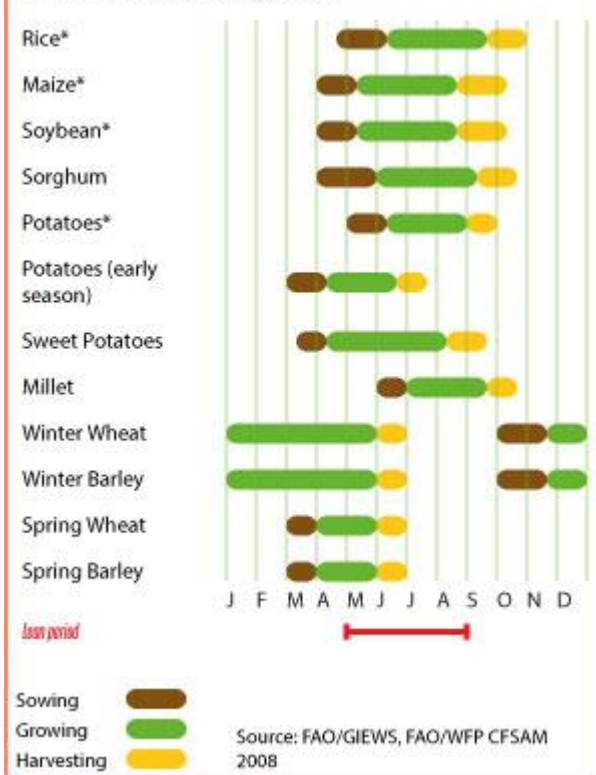 Rice*
Maize*
Soybean*
Sorghum
Potatoes*
Potatoes (early
season)
Sweet Potatoes
Millet
Winter Wheat
Winter Barley
Spring Wheat
Spring Barley
J F M A M J J A S O N D
Lean period
Sowing
Growing
Harvesting
Source: FAO/GIEWS, FAO/WFP CFSAM
2008